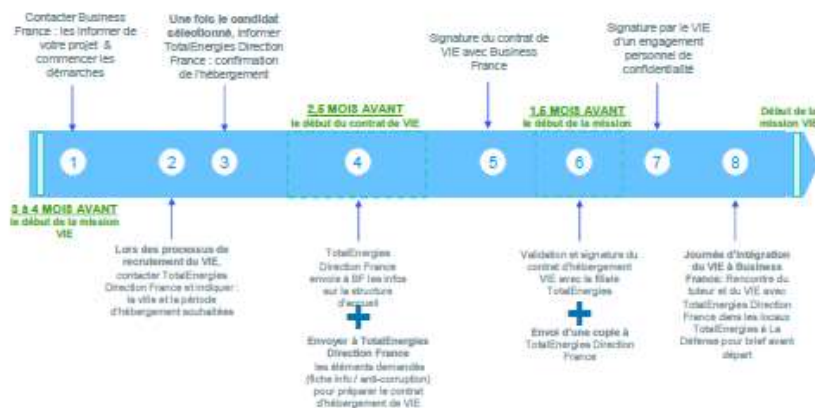 Contacter Business
France : les informer de
votre projet &
commencer les
démarches
Une fois le candidat
sélectionné, informer
TotalEnergies Direction
France : confirmation
de l'hébergement
Signature du contrat de
VIE avec Business
France
Signature par le VIE
d'un engagement
personnel de
confidentialité
2,5 MOIS AVANT
le début du contrat de VIE
1,5 MOIS AVANT
le début de la mission
Début de la
mission VIE
1
2
3
4
5
6
7
8
3 à 4 MOIS AVANT
le début de la mission
VIE
Lors des processus de
recrutement du VIE,
contacter TotalEnergies
Direction France et indiquer :
la ville et la période
d'hébergement souhaitées
TotalEnergies
Direction France
envoie à BF les infos
sur la structure
d'accueil
Envoyer à TotalEnergies
Direction France
les éléments demandés
(fiche info / anti-corruption)
pour préparer le contrat
d'hébergement de VIE
Validation et signature du
contrat d'hébergement
VIE avec la filiale
TotalEnergies
Envoi d'une copie à
TotalEnergies Direction
France
Journée d'intégration
du VIE à Business
France: Rencontre du
tuteur et du VIE avec
TotalEnergies Direction
France dans les locaux
TotalEnergies à La
Défense pour brief avant
départ